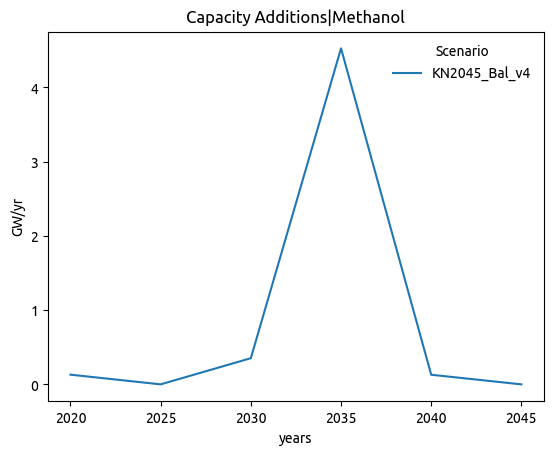 Capacity Additions|Methanol
Scenario
KN2045_Bal_v4
GW/yr
4
3
2
1
0
2020 2025 2030 2035 2040 2045
years